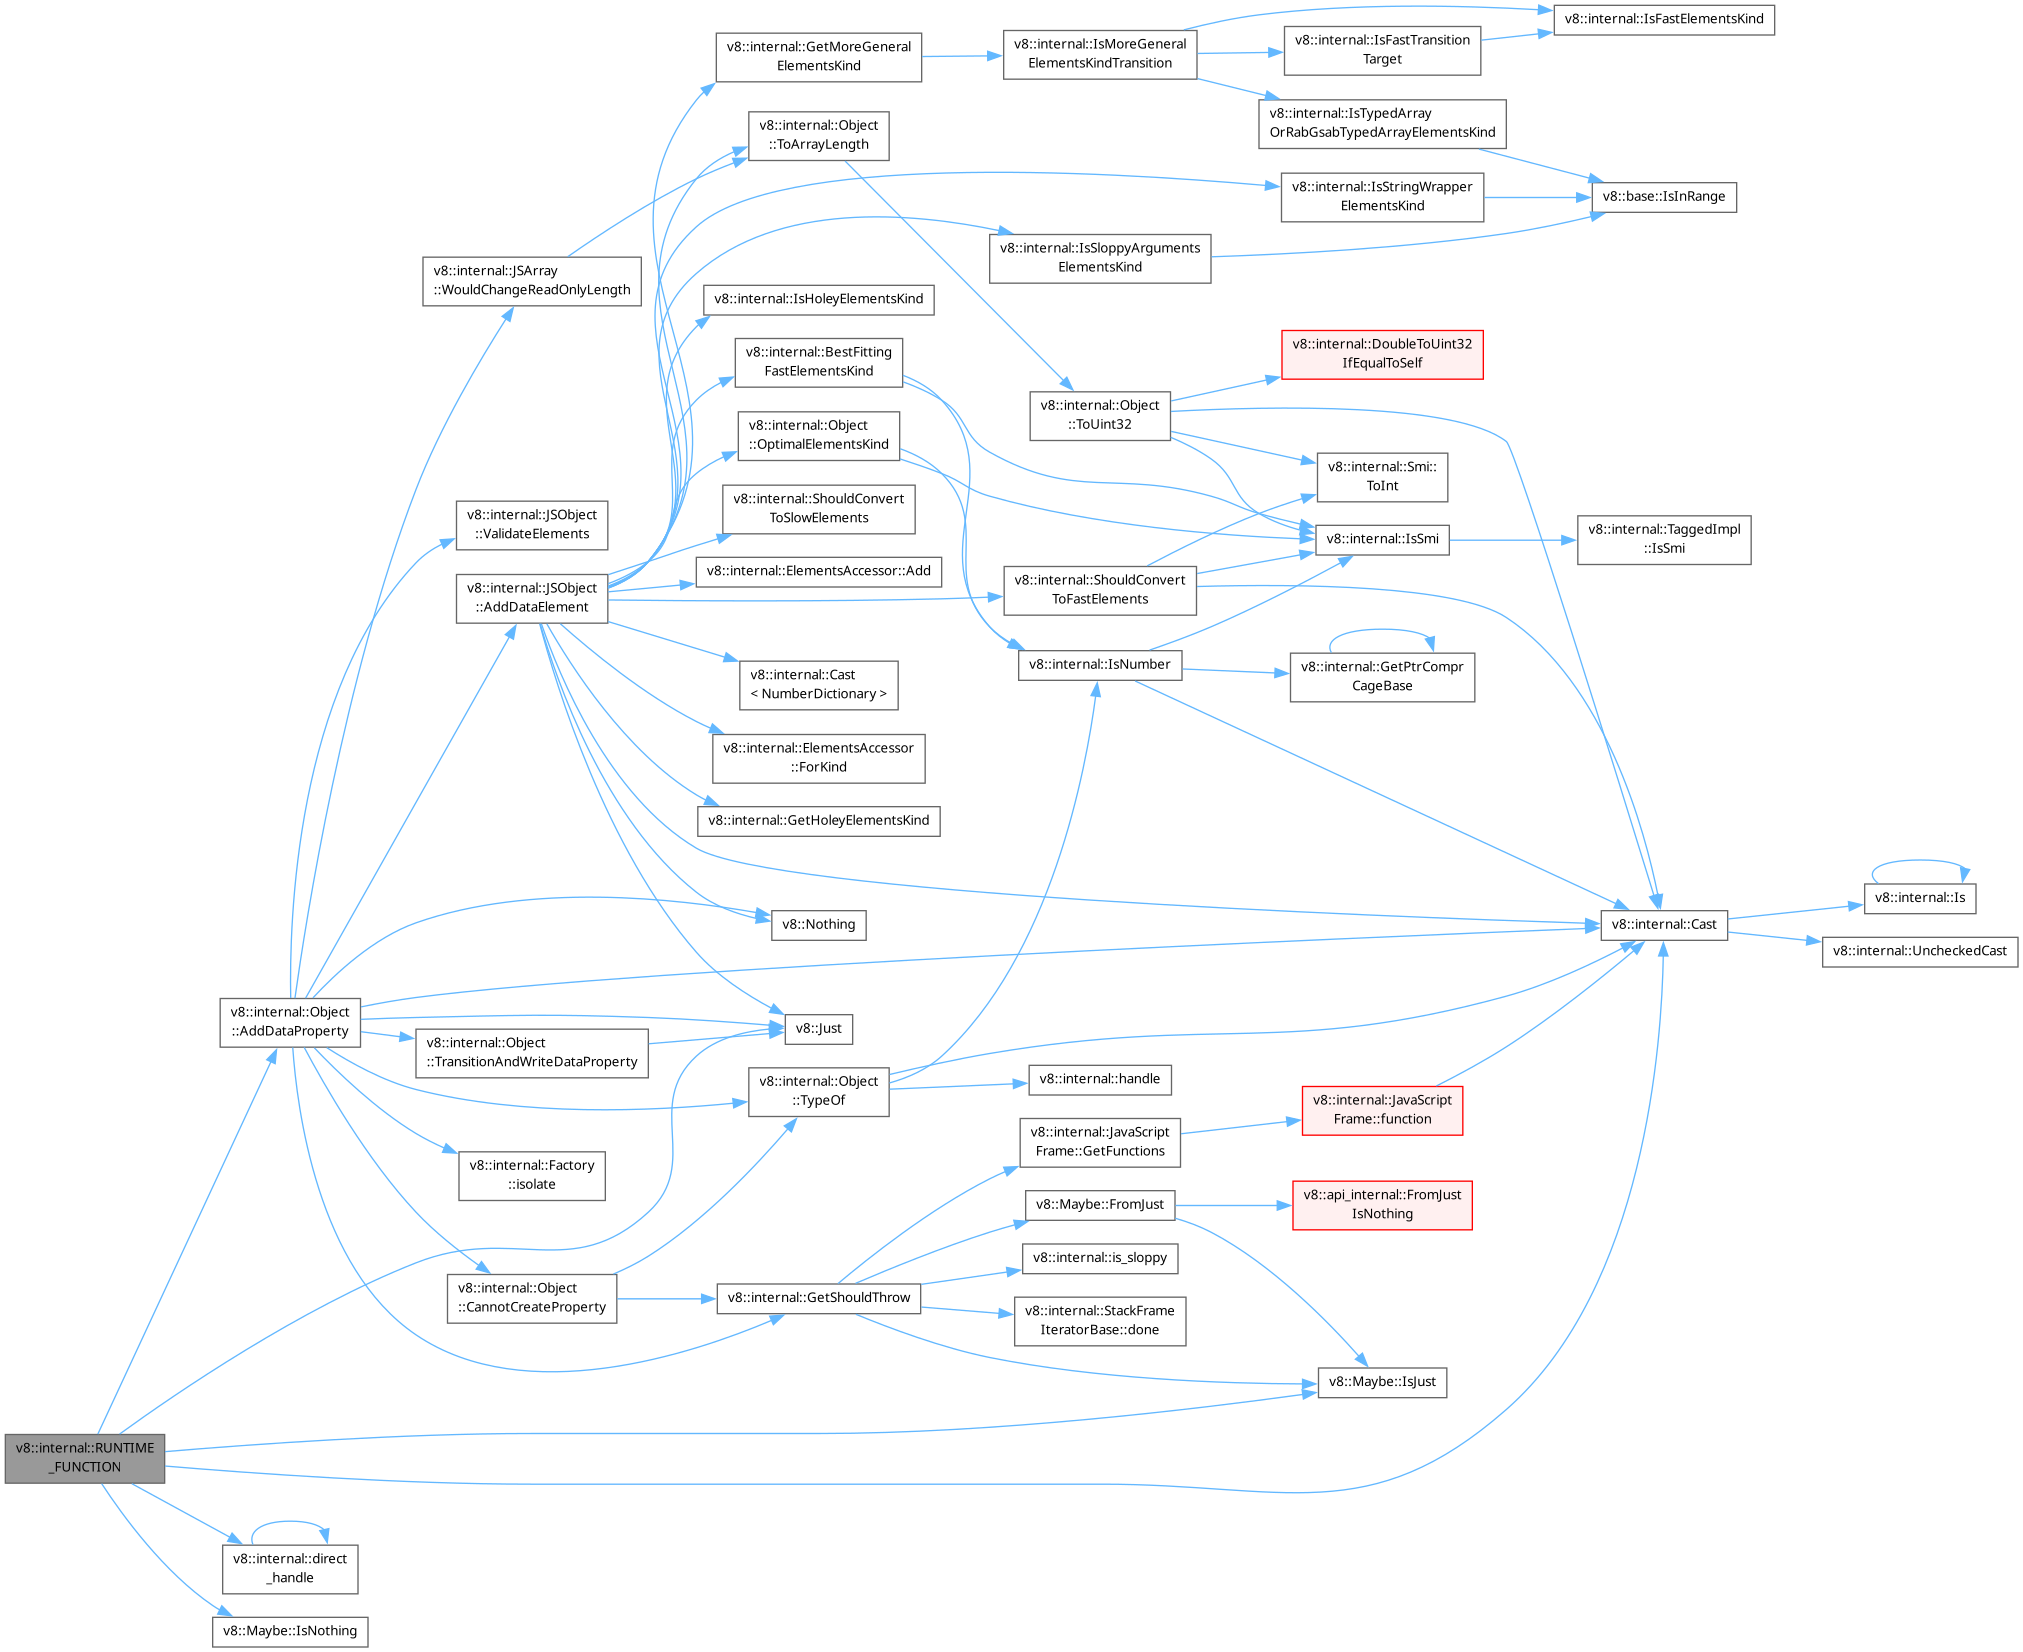 v8::internal::RUNTIME
_FUNCTION
v8::internal::Object
::AddDataProperty
v8::internal::direct
_handle
v8::Maybe::IsNothing
v8::internal::JSArray
::WouldChangeReadOnlyLength
v8::internal::JSObject
::ValidateElements
v8::internal::JSObject
::AddDataElement
v8::internal::Object
::TransitionAndWriteDataProperty
v8::internal::Factory
::isolate
v8::internal::Object
::CannotCreateProperty
v8::internal::GetMoreGeneral
ElementsKind
v8::internal::Object
::ToArrayLength
v8::internal::IsHoleyElementsKind
v8::internal::BestFitting
FastElementsKind
v8::internal::Object
::OptimalElementsKind
v8::internal::ShouldConvert
ToSlowElements
v8::internal::ElementsAccessor::Add
v8::internal::Cast
< NumberDictionary >
v8::internal::ElementsAccessor
::ForKind
v8::internal::GetHoleyElementsKind
v8::Nothing
v8::Just
v8::internal::Object
::TypeOf
v8::internal::GetShouldThrow
v8::internal::IsMoreGeneral
ElementsKindTransition
v8::internal::IsSloppyArguments
ElementsKind
v8::internal::Object
::ToUint32
v8::internal::ShouldConvert
ToFastElements
v8::internal::IsNumber
v8::internal::handle
v8::internal::JavaScript
Frame::GetFunctions
v8::Maybe::FromJust
v8::internal::is_sloppy
v8::internal::StackFrame
IteratorBase::done
v8::internal::IsFastTransition
Target
v8::internal::IsTypedArray
OrRabGsabTypedArrayElementsKind
v8::internal::IsStringWrapper
ElementsKind
v8::internal::DoubleToUint32
IfEqualToSelf
v8::internal::Smi::
ToInt
v8::internal::IsSmi
v8::internal::GetPtrCompr
CageBase
v8::internal::JavaScript
Frame::function
v8::api_internal::FromJust
IsNothing
v8::Maybe::IsJust
v8::internal::IsFastElementsKind
v8::base::IsInRange
v8::internal::TaggedImpl
::IsSmi
v8::internal::Cast
v8::internal::Is
v8::internal::UncheckedCast